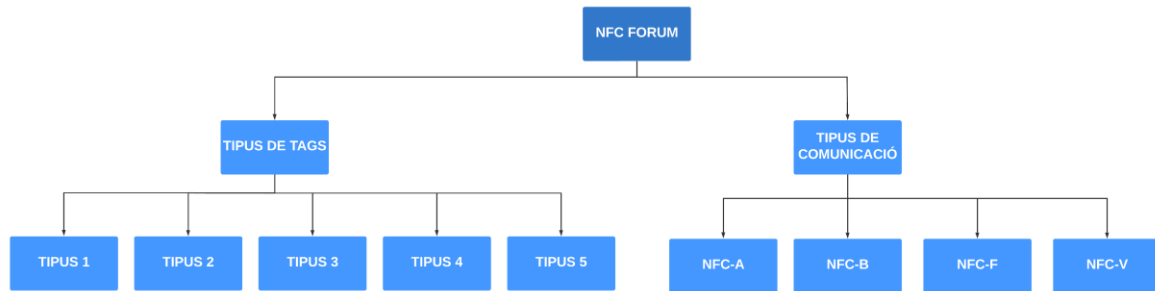 NFC FORUM
TIPUS DE TAGS
TIPUS DE
COMUNICACIÓ
TIPUS 1
TIPUS 2
TIPUS 3
TIPUS 4
TIPUS 5
NFC-A
NFC-B
NFC-F
NFC-V